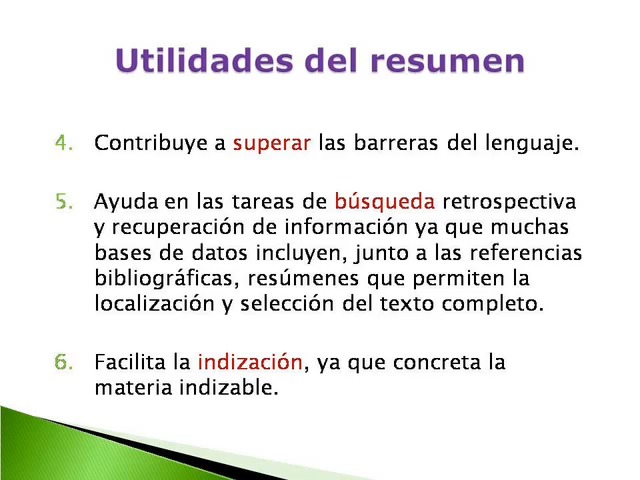 Utilidades del resumen
4. Contribuye a superar las barreras del lenguaje.
5. Ayuda en las tareas de búsqueda retrospectiva
y recuperación de información ya que muchas
bases de datos incluyen, junto a las referencias
bibliográficas, resúmenes que permiten la
localización y selección del texto completo.
6. Facilita la indización, ya que concreta la
materia indizable.